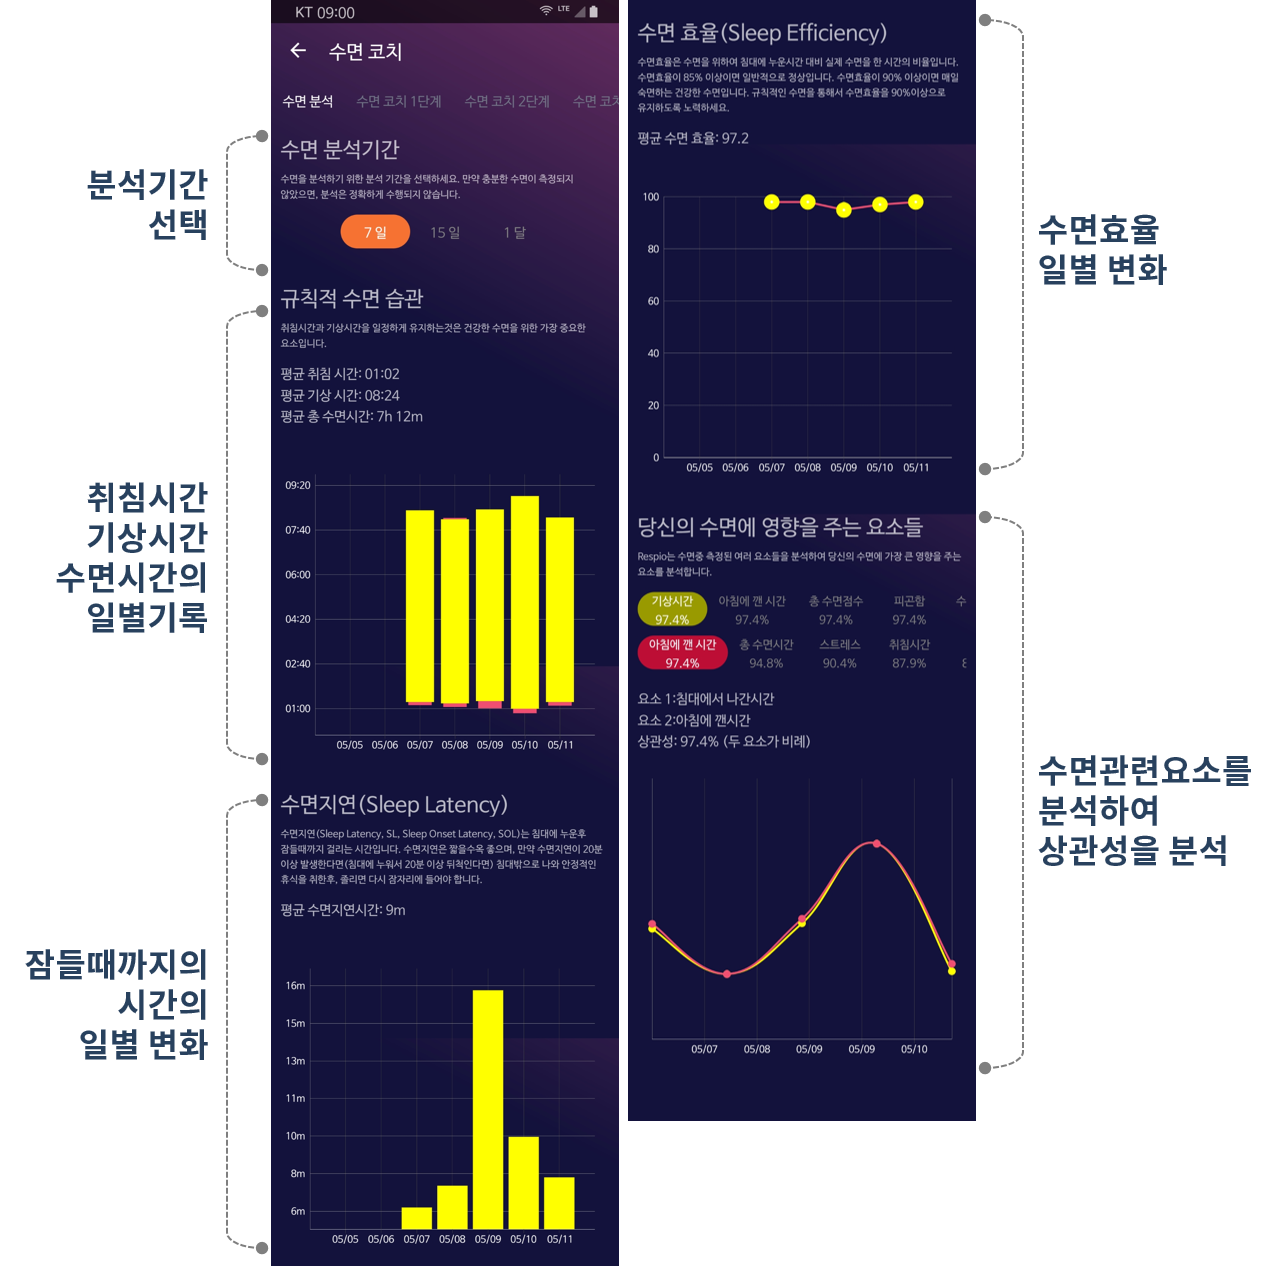 분석기간
선택
취침시간
기상시간
수면시간의
일별기록
잠들때까지의
시간의
일별 변화
KT 09:00
LTE
수면 코치
수면 분석 수면 코치 1단계 수면 코치 2단계 수면 코치
수면 분석기간
수면을 분석하기 위한 분석 기간을 선택하세요. 만약 충분한 수면이 측정되지
않았으면, 분석은 정확하게 수행되지 않습니다.
7 일 15 일 1 달
규칙적 수면 습관
취침시간과 기상시간을 일정하게 유지하는것은 건강한 수면을 위한 가장 중요한
요소입니다.
평균 취침 시간: 01:02
평균 기상 시간: 08:24
평균 총 수면시간: 7h 12m
09:20
07:40
06:00
04:20
02:40
01:00
05/05 05/06 05/07 05/08 05/09 05/10 05/11
수면지연(Sleep Latency)
수면지연(Sleep Latency, SL, Sleep Onset Latency, SOL)는 침대에 누운후
잠들때까지 걸리는 시간입니다. 수면지연은 짧을수옥 좋으며, 만약 수면지연이 20분
이상 발생한다면(침대에 누워서 20분 이상 뒤척인다면) 침대밖으로 나와 안정적인
휴식을 취한후, 졸리면 다시 잠자리에 들어야 합니다.
평균 수면지연시간: 9m
16m
15m
13m
11m
10m
8m
6m
05/05 05/06 05/07 05/08 05/09 05/10 05/11
수면 효율(Sleep Efficiency)
수면효율은 수면을 위하여 침대에 누운시간 대비 실제 수면을 한 시간의 비율입니다.
수면효율이 85% 이상이면 일반적으로 정상입니다. 수면효율이 90% 이상이면 매일
숙면하는 건강한 수면입니다. 규칙적인 수면을 통해서 수면효율을 90%이상으로
유지하도록 노력하세요.
평균 수면 효율: 97.2
100
80
60
40
20
0
05/05 05/06 05/07 05/08 05/09 05/10 05/11
당신의 수면에 영향을 주는 요소들
Respio는 수면중 측정된 여러 요소들을 분석하여 당신의 수면에 가장 큰 영향을 주는
요소를 분석합니다.
기상시간 아침에 깬 시간 총 수면점수 피곤함 수
97.4% 97.4% 97.4% 97.4%
아침에 깬 시간 총 수면시간 스트레스 취침시간
97.4% 94.8% 90.4% 87.9% 8
요소 1:침대에서 나간시간
요소 2:아침에 깬시간
상관성: 97.4% (두 요소가 비례)
05/07 05/08 05/09 05/09 05/10
수면효율
일별 변화
수면관련요소를
분석하여
상관성을 분석